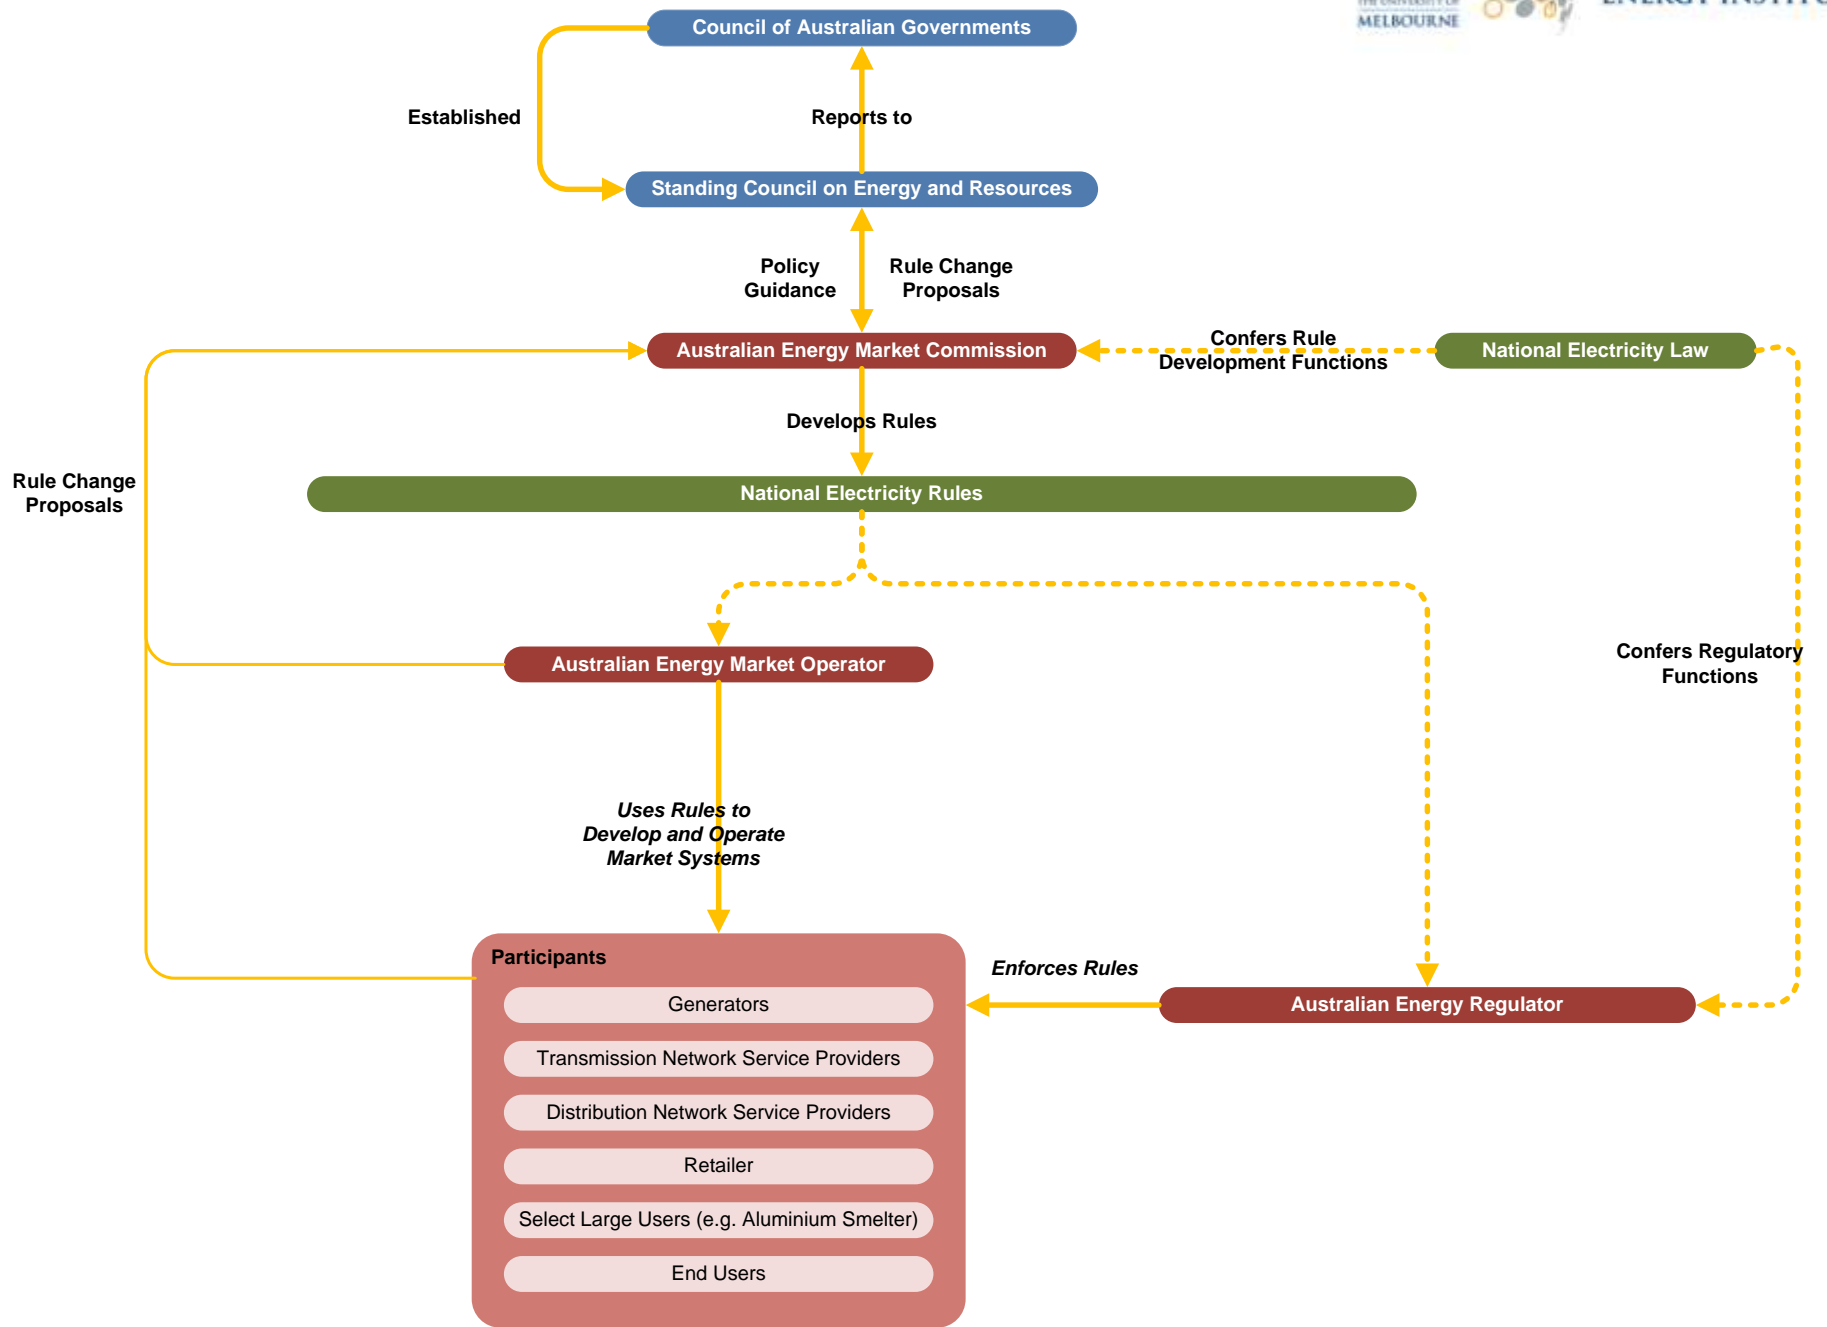 THE UNIVERSITY OF
MELBOURNE
Council of Australian Governments
Established
Reports to
Standing Council on Energy and Resources
Policy
Guidance
Rule Change
Proposals
Australian Energy Market Commission
Confers Rule
Development Functions
National Electricity Law
Develops Rules
Rule Change
Proposals
National Electricity Rules
Australian Energy Market Operator
Confers Regulatory
Functions
Uses Rules to
Develop and Operate
Market Systems
Participants
Enforces Rules
Generators
Australian Energy Regulator
Transmission Network Service Providers
Distribution Network Service Providers
Retailer
Select Large Users (e.g. Aluminium Smelter)
End Users